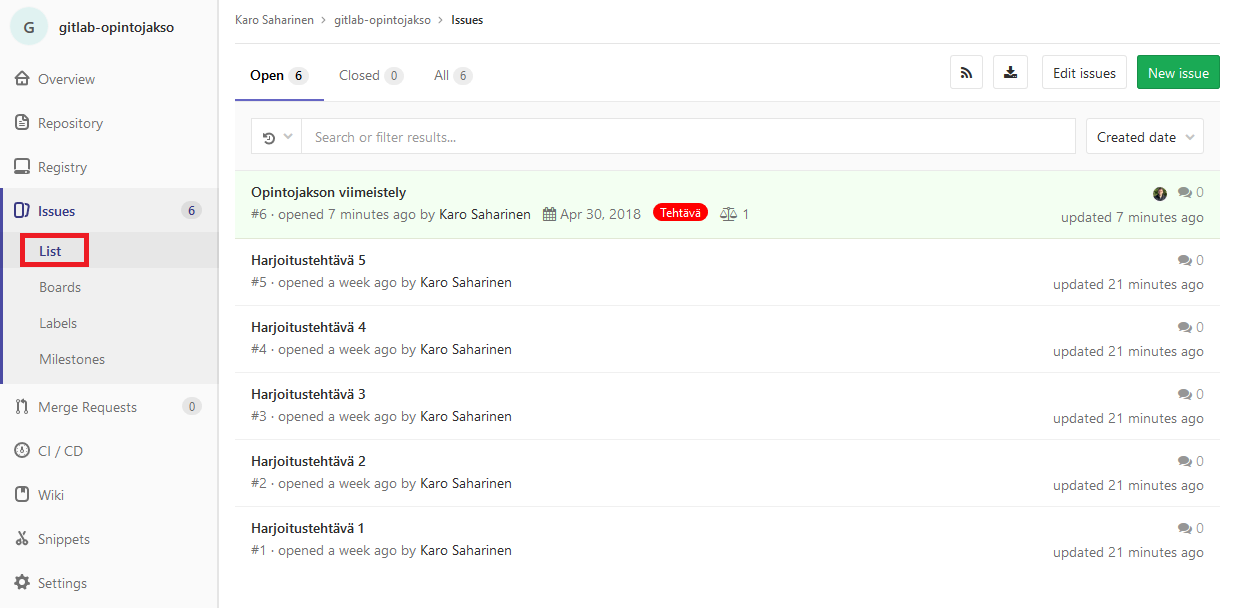 G gitlab-opintojakso
Overview
Repository
Registry
Issues 6
List
Boards
Labels
Milestones
Merge Requests 0
CI / CD
Wiki
Snippets
Settings
Karo Saharinen > gitlab-opintojakso > Issues
Open 6 Closed 0 All 6
Edit issues New issue
Search or filter results... Created date
Opintojakson viimeistely 0
#6 · opened 7 minutes ago by Karo Saharinen Apr 30, 2018 Tehtävä 1 updated 7 minutes ago
Harjoitustehtävä 5 0
#5 · opened a week ago by Karo Saharinen updated 21 minutes ago
Harjoitustehtävä 4 0
#4 · opened a week ago by Karo Saharinen updated 21 minutes ago
Harjoitustehtävä 3 0
#3 · opened a week ago by Karo Saharinen updated 21 minutes ago
Harjoitustehtävä 2 0
#2 · opened a week ago by Karo Saharinen updated 21 minutes ago
Harjoitustehtävä 1 0
#1 · opened a week ago by Karo Saharinen updated 21 minutes ago